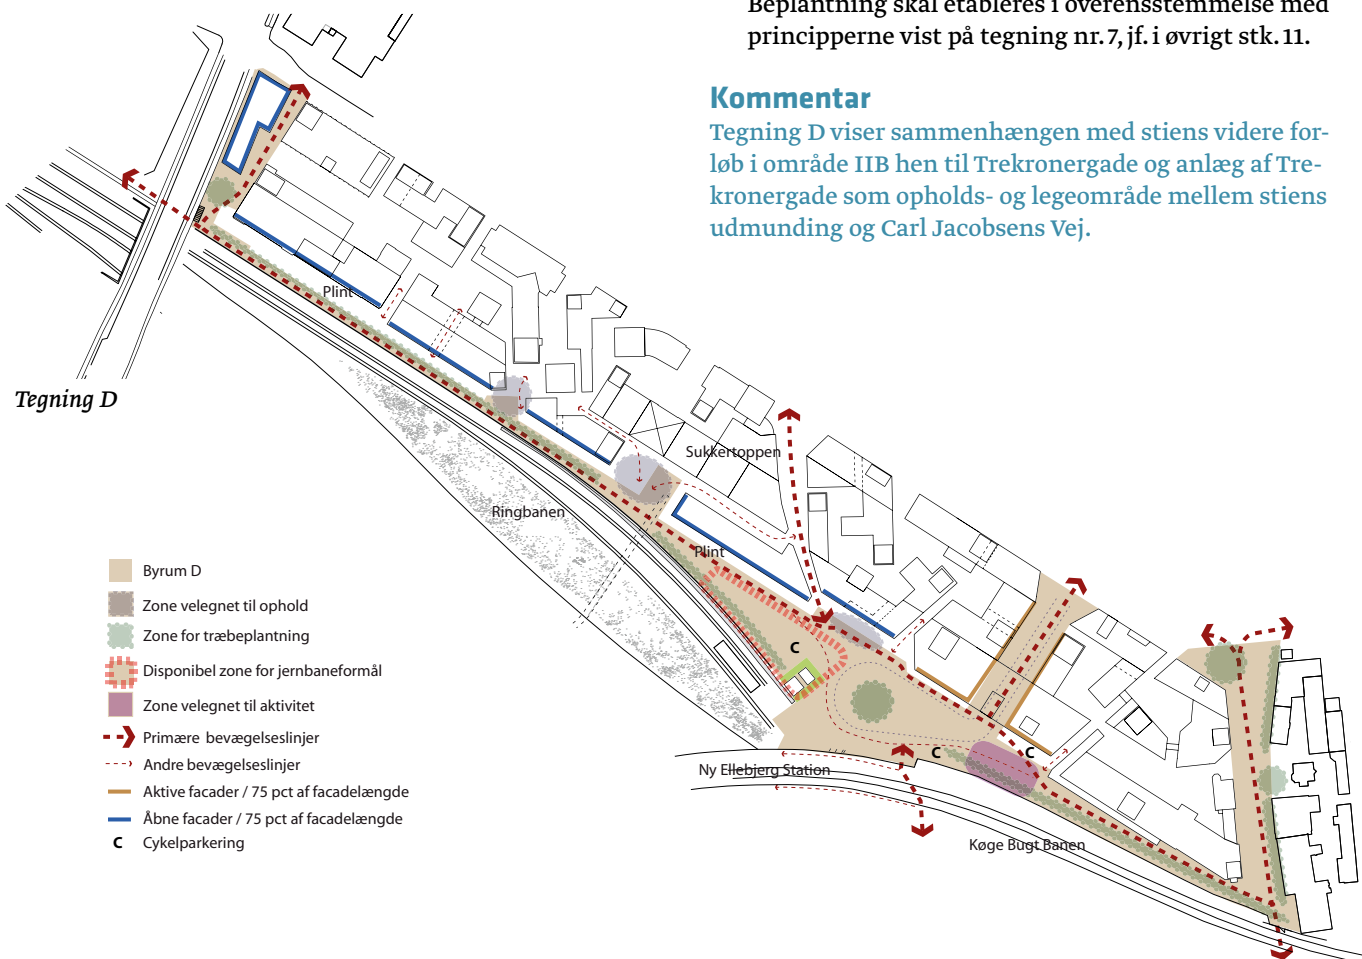 Beplantning skal etableres i overensstemmelse med
principperne vist på tegning nr. 7, jf. i øvrigt stk. 11.
Kommentar
Tegning D viser sammenhængen med stiens videre for-
løb i område IIB hen til Trekronergade og anlæg af Tre-
kronergade som opholds- og legeområde mellem stiens
udmunding og Carl Jacobsens Vej.
Plint
Tegning D
Sukkertoppen
Ringbanen
Plint
C
C
C
Ny Ellebjerg Station
Køge Bugt Banen
Byrum D
Zone velegnet til ophold
Zone for træbeplantning
Disponibel zone for jernbaneformål
Zone velegnet til aktivitet
Primære bevægelseslinjer
Andre bevægelseslinjer
Aktive facader / 75 pct af facadelængde
Åbne facader / 75 pct af facadelængde
C Cykelparkering